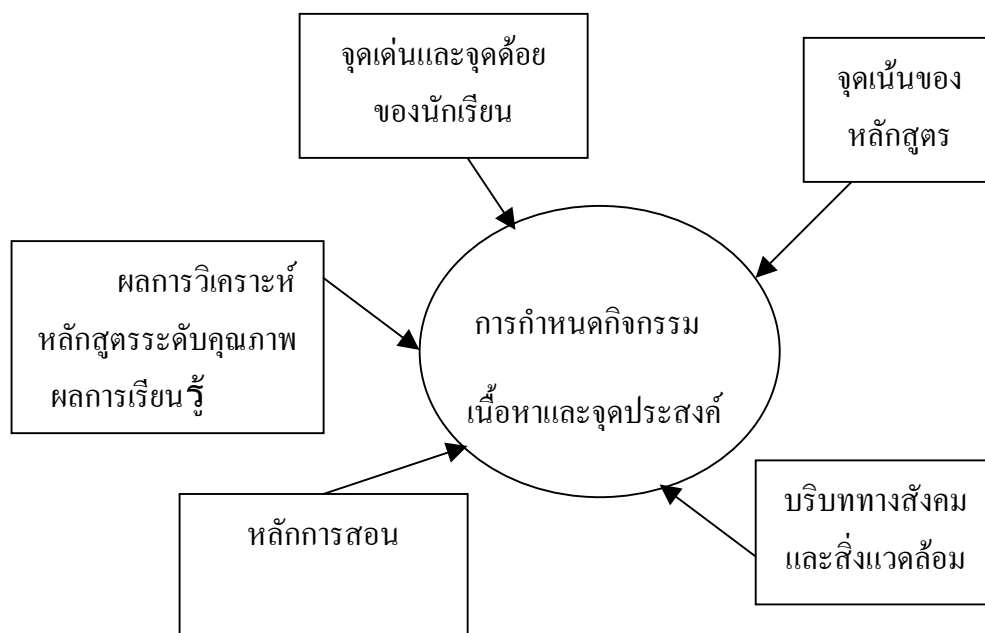 จุดเด่นและจุดด้อย
ของนักเรียน
จุดเน้นของ
หลักสูตร
ผลการวิเคราะห์
หลักสูตรระดับคุณภาพ
ผลการเรียนรู้
การกำหนดกิจกรรม
เนื้อหาและจุดประสงค์
หลักการสอน
บริบททางสังคม
และสิ่งแวดล้อม